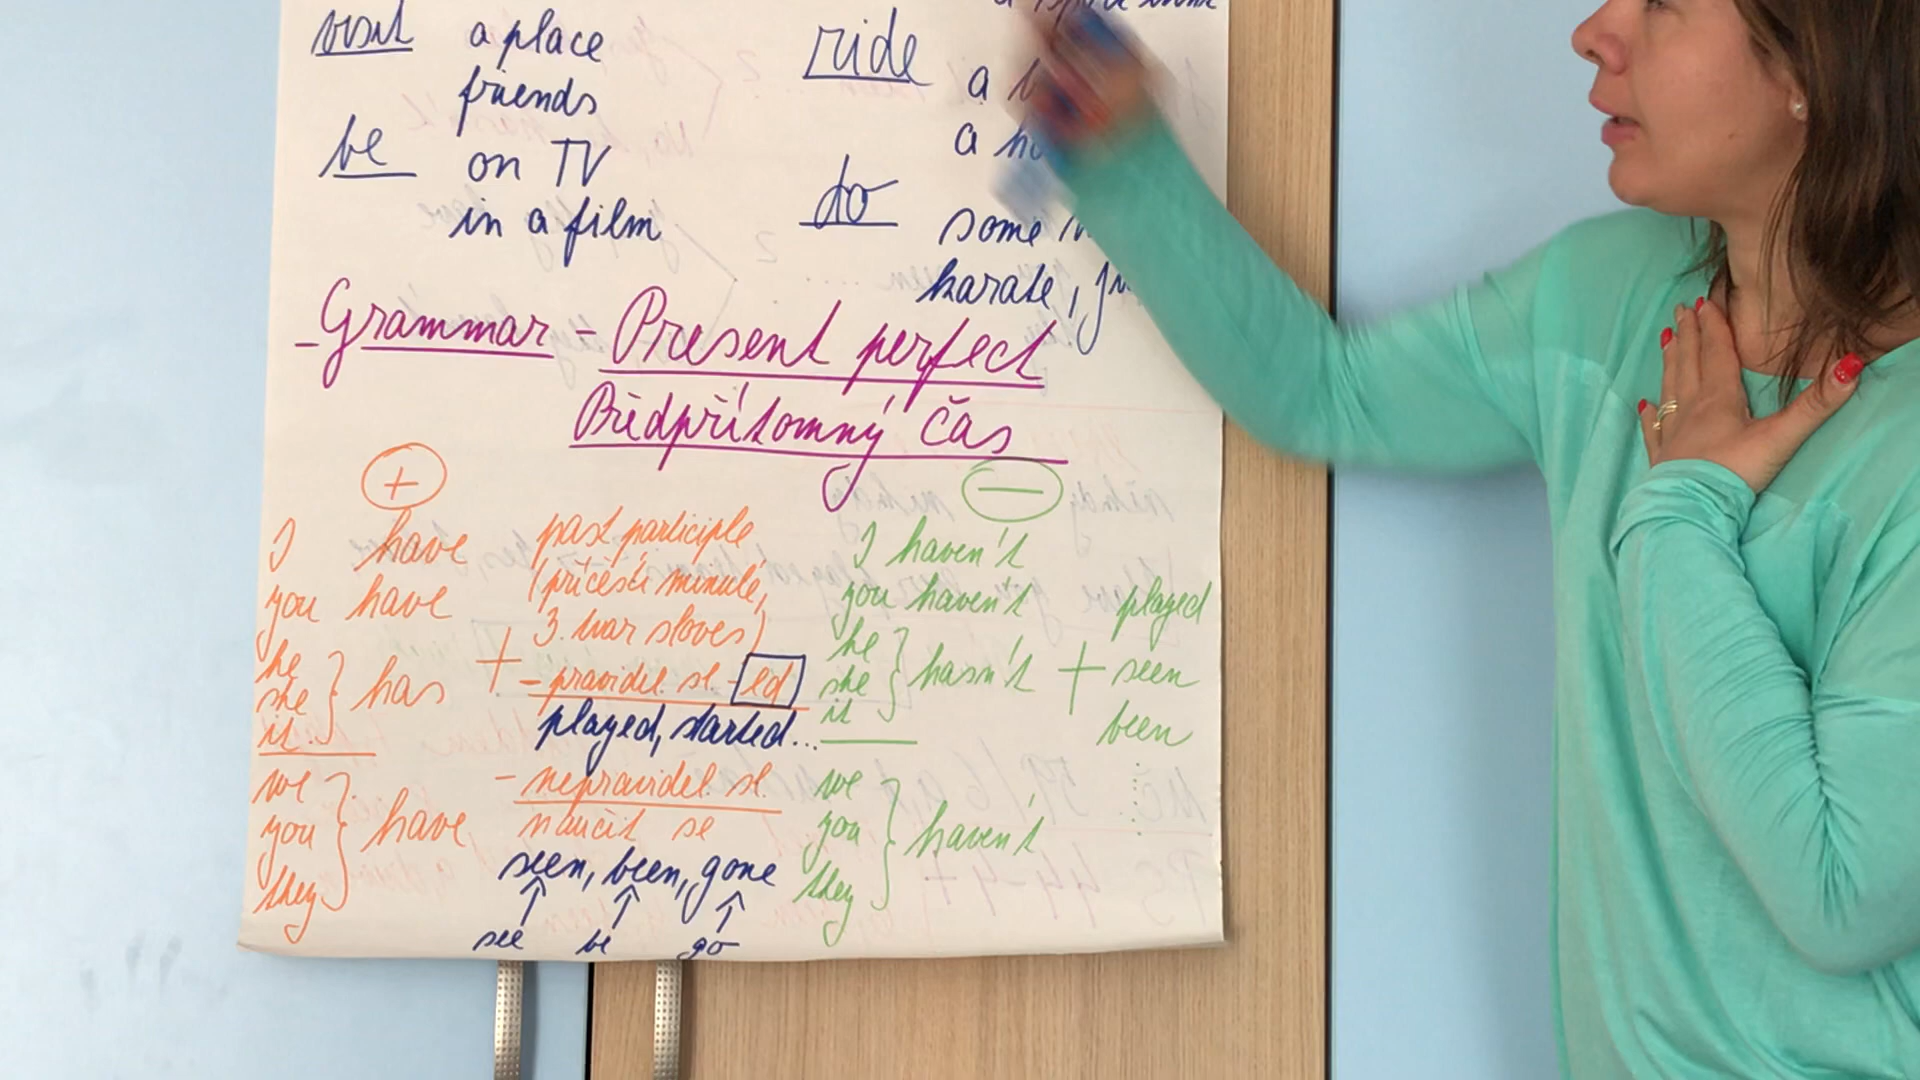 visit a place
friends
be on TV
in a film
ride
a
a
do
some
karate,
- Grammar - Present perfect
Předpřítomný čas
+
I have
you have
he
she
it
has
we
you
they
have
+
past participle
(příčestí minulé,
3. tvar slovesa)
- pravidel. sl. - ed
played, started...
- nepravidel. sl.
naučit se
seen, been, gone
see be go
—
I haven't
you haven't
he
she
it
hasn't
we
you
they
haven't
+
played
seen
been